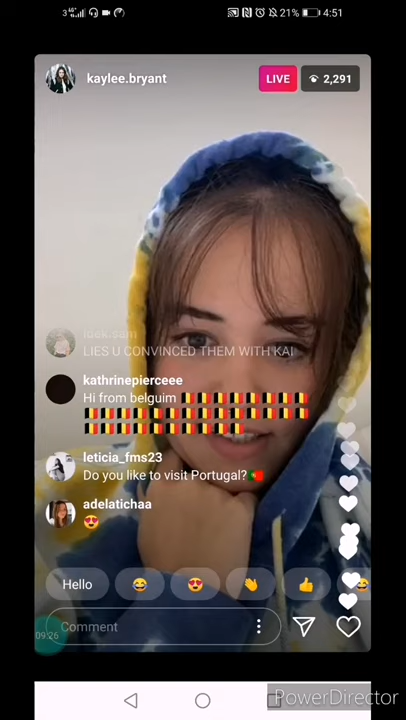 21% 4:51
kaylee.bryant LIVE 2,291
LIES U CONVINCED THEM WITH KAI
kathrinepierceee
Hi from belguim 🇧🇪🇧🇪🇧🇪🇧🇪🇧🇪🇧🇪🇧🇪🇧🇪
🇧🇪🇧🇪🇧🇪🇧🇪🇧🇪🇧🇪🇧🇪🇧🇪🇧🇪🇧🇪🇧🇪🇧🇪🇧🇪🇧🇪
🇧🇪🇧🇪🇧🇪🇧🇪🇧🇪🇧🇪🇧🇪🇧🇪🇧🇪🇧🇪
leticia_fms23
Do you like to visit Portugal?🇵🇹
adelatichaa
😍
Hello 😂 😍 👏 👍 😂
Comment
09:26
PowerDirector